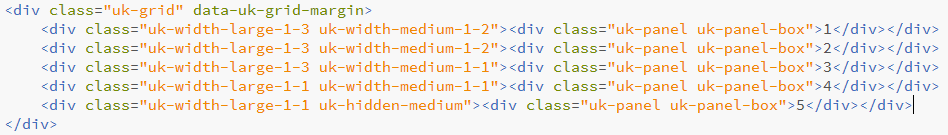 <div class="uk-grid" data-uk-grid-margin>
    <div class="uk-width-large-1-3 uk-width-medium-1-2"><div class="uk-panel uk-panel-box">1</div></div>
    <div class="uk-width-large-1-3 uk-width-medium-1-2"><div class="uk-panel uk-panel-box">2</div></div>
    <div class="uk-width-large-1-3 uk-width-medium-1-1"><div class="uk-panel uk-panel-box">3</div></div>
    <div class="uk-width-large-1-1 uk-width-medium-1-1"><div class="uk-panel uk-panel-box">4</div></div>
    <div class="uk-width-large-1-1 uk-hidden-medium"><div class="uk-panel uk-panel-box">5</div></div>
</div>